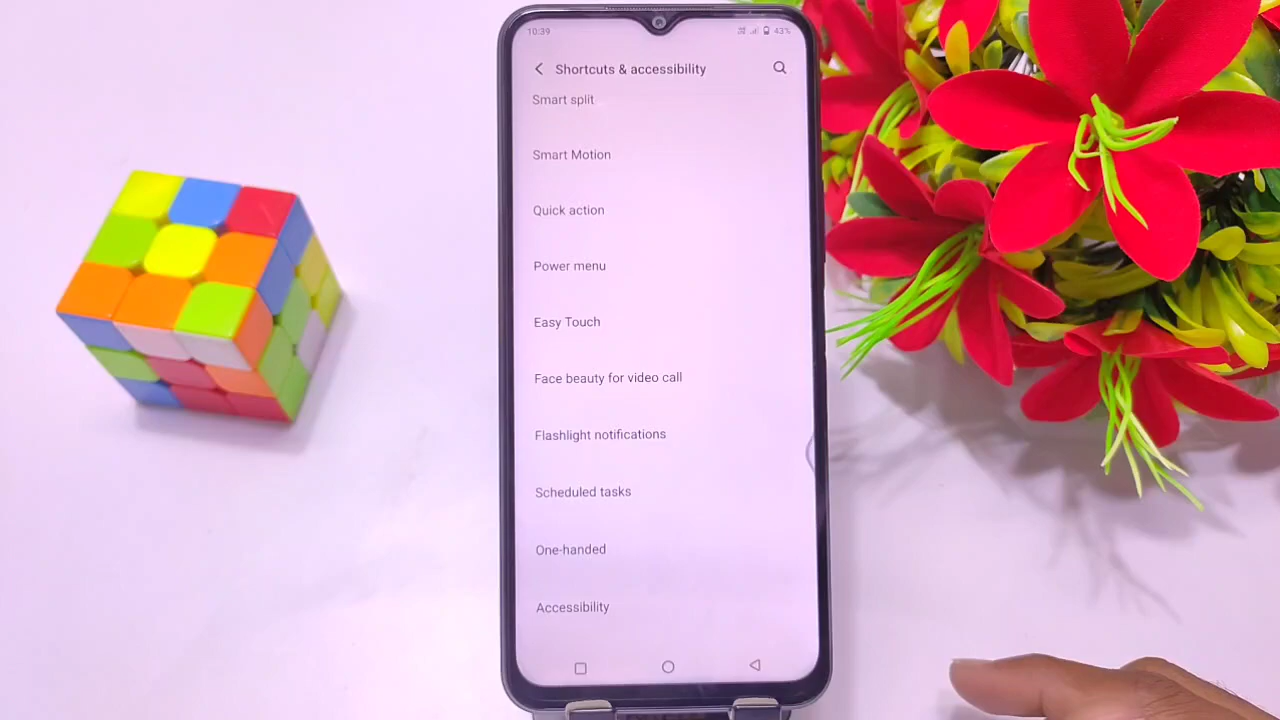 10:39
43%
Shortcuts & accessibility
Smart split
Smart Motion
Quick action
Power menu
Easy Touch
Face beauty for video call
Flashlight notifications
Scheduled tasks
One-handed
Accessibility